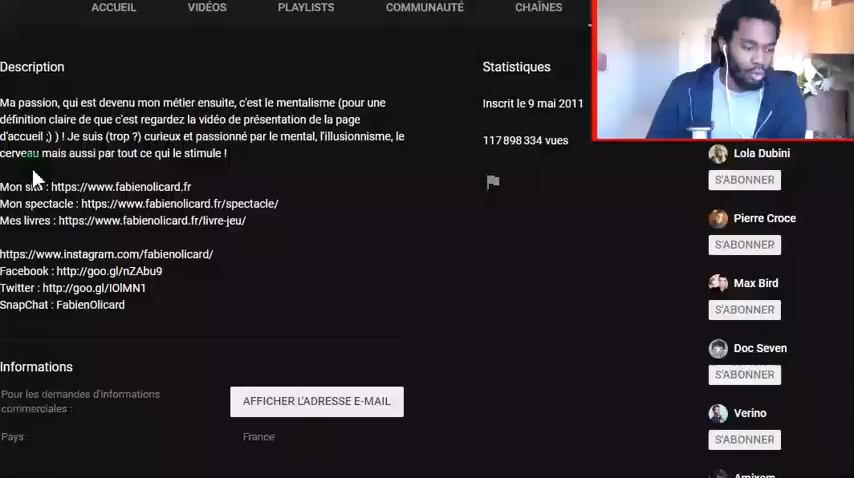 ACCUEIL VIDÉOS PLAYLISTS COMMUNAUTÉ CHAÎNES
Description
Ma passion, qui est devenu mon métier ensuite, c'est le mentalisme (pour une
définition claire de que c'est regardez la vidéo de présentation de la page
d'accueil ;) ) ! Je suis (trop ?) curieux et passionné par le mental, l'illusionnisme, le
cerveau mais aussi par tout ce qui le stimule !
Mon site : https://www.fabienolicard.fr
Mon spectacle : https://www.fabienolicard.fr/spectacle/
Mes livres : https://www.fabienolicard.fr/livre-jeu/
https://www.instagram.com/fabienolicard/
Facebook : http://goo.gl/nZAbu9
Twitter : http://goo.gl/IOlMN1
SnapChat : FabienOlicard
Informations
Pour les demandes d'informations
commerciales :
AFFICHER L'ADRESSE E-MAIL
Pays : France
Statistiques
Inscrit le 9 mai 2011
117 898 334 vues
Lola Dubini
S'ABONNER
Pierre Croce
S'ABONNER
Max Bird
S'ABONNER
Doc Seven
S'ABONNER
Verino
S'ABONNER